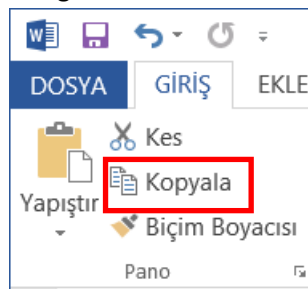 DOSYA GİRİŞ EKLE
Kes
Kopyala
Yapıştır
Biçim Boyacısı
Pano